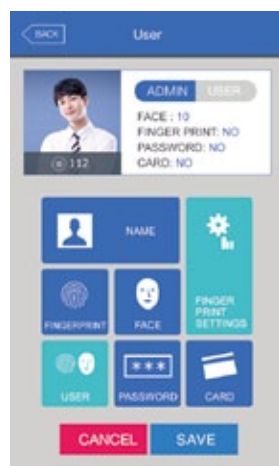 BACK
User
ADMIN USER
FACE : 10
FINGER PRINT: NO
PASSWORD: NO
CARD: NO
112
NAME
FINGERPRINT
FACE
FINGER
PRINT
SETTINGS
USER
***
PASSWORD
CARD
CANCEL
SAVE